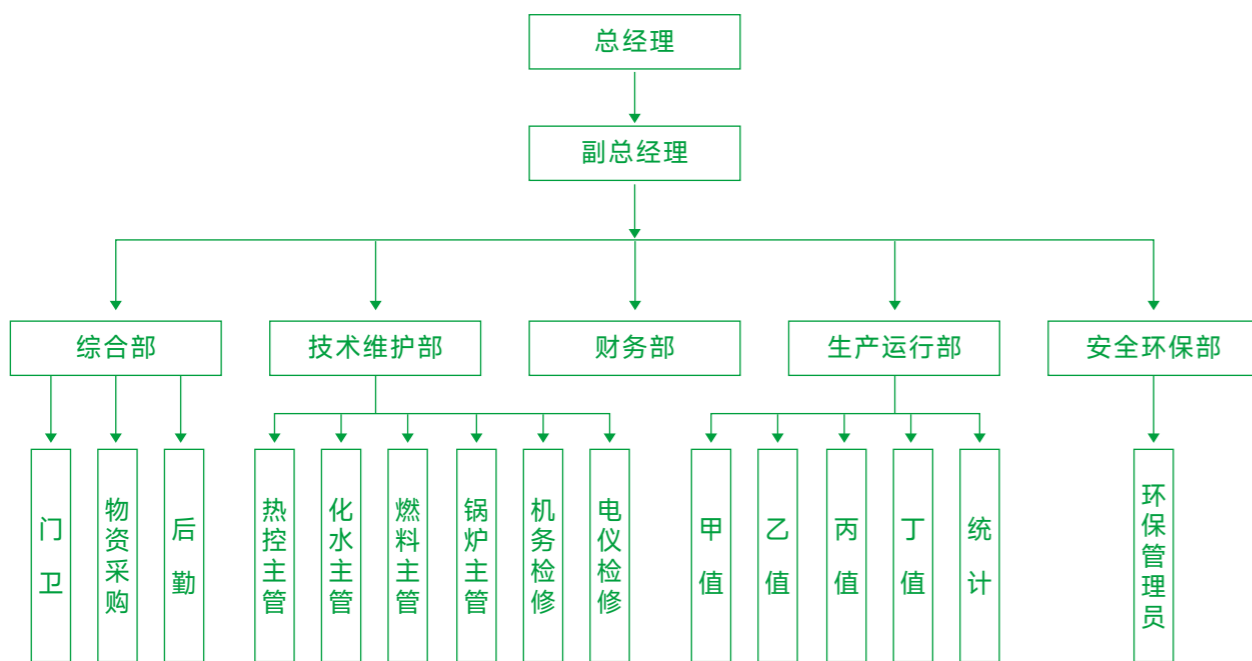 总经理
副总经理
综合部
技术维护部
财务部
生产运行部
安全环保部
门卫
物资采购
后勤
热控主管
化水主管
燃料主管
锅炉主管
机务检修
电仪检修
甲值
乙值
丙值
丁值
统计
环保管理员